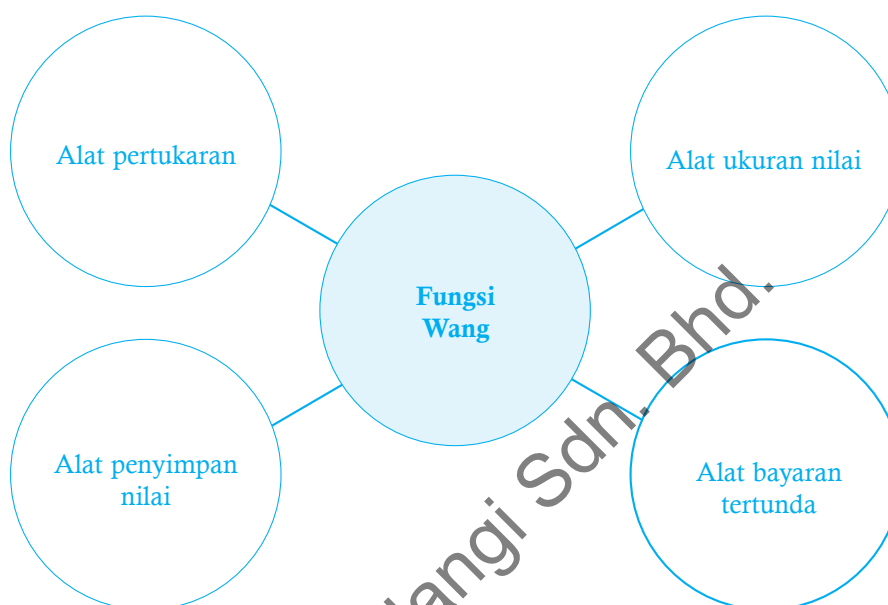 Alat pertukaran
Alat ukuran nilai
Fungsi
Wang
Alat penyimpan
nilai
Alat bayaran
tertunda
Sdn. Bhd.